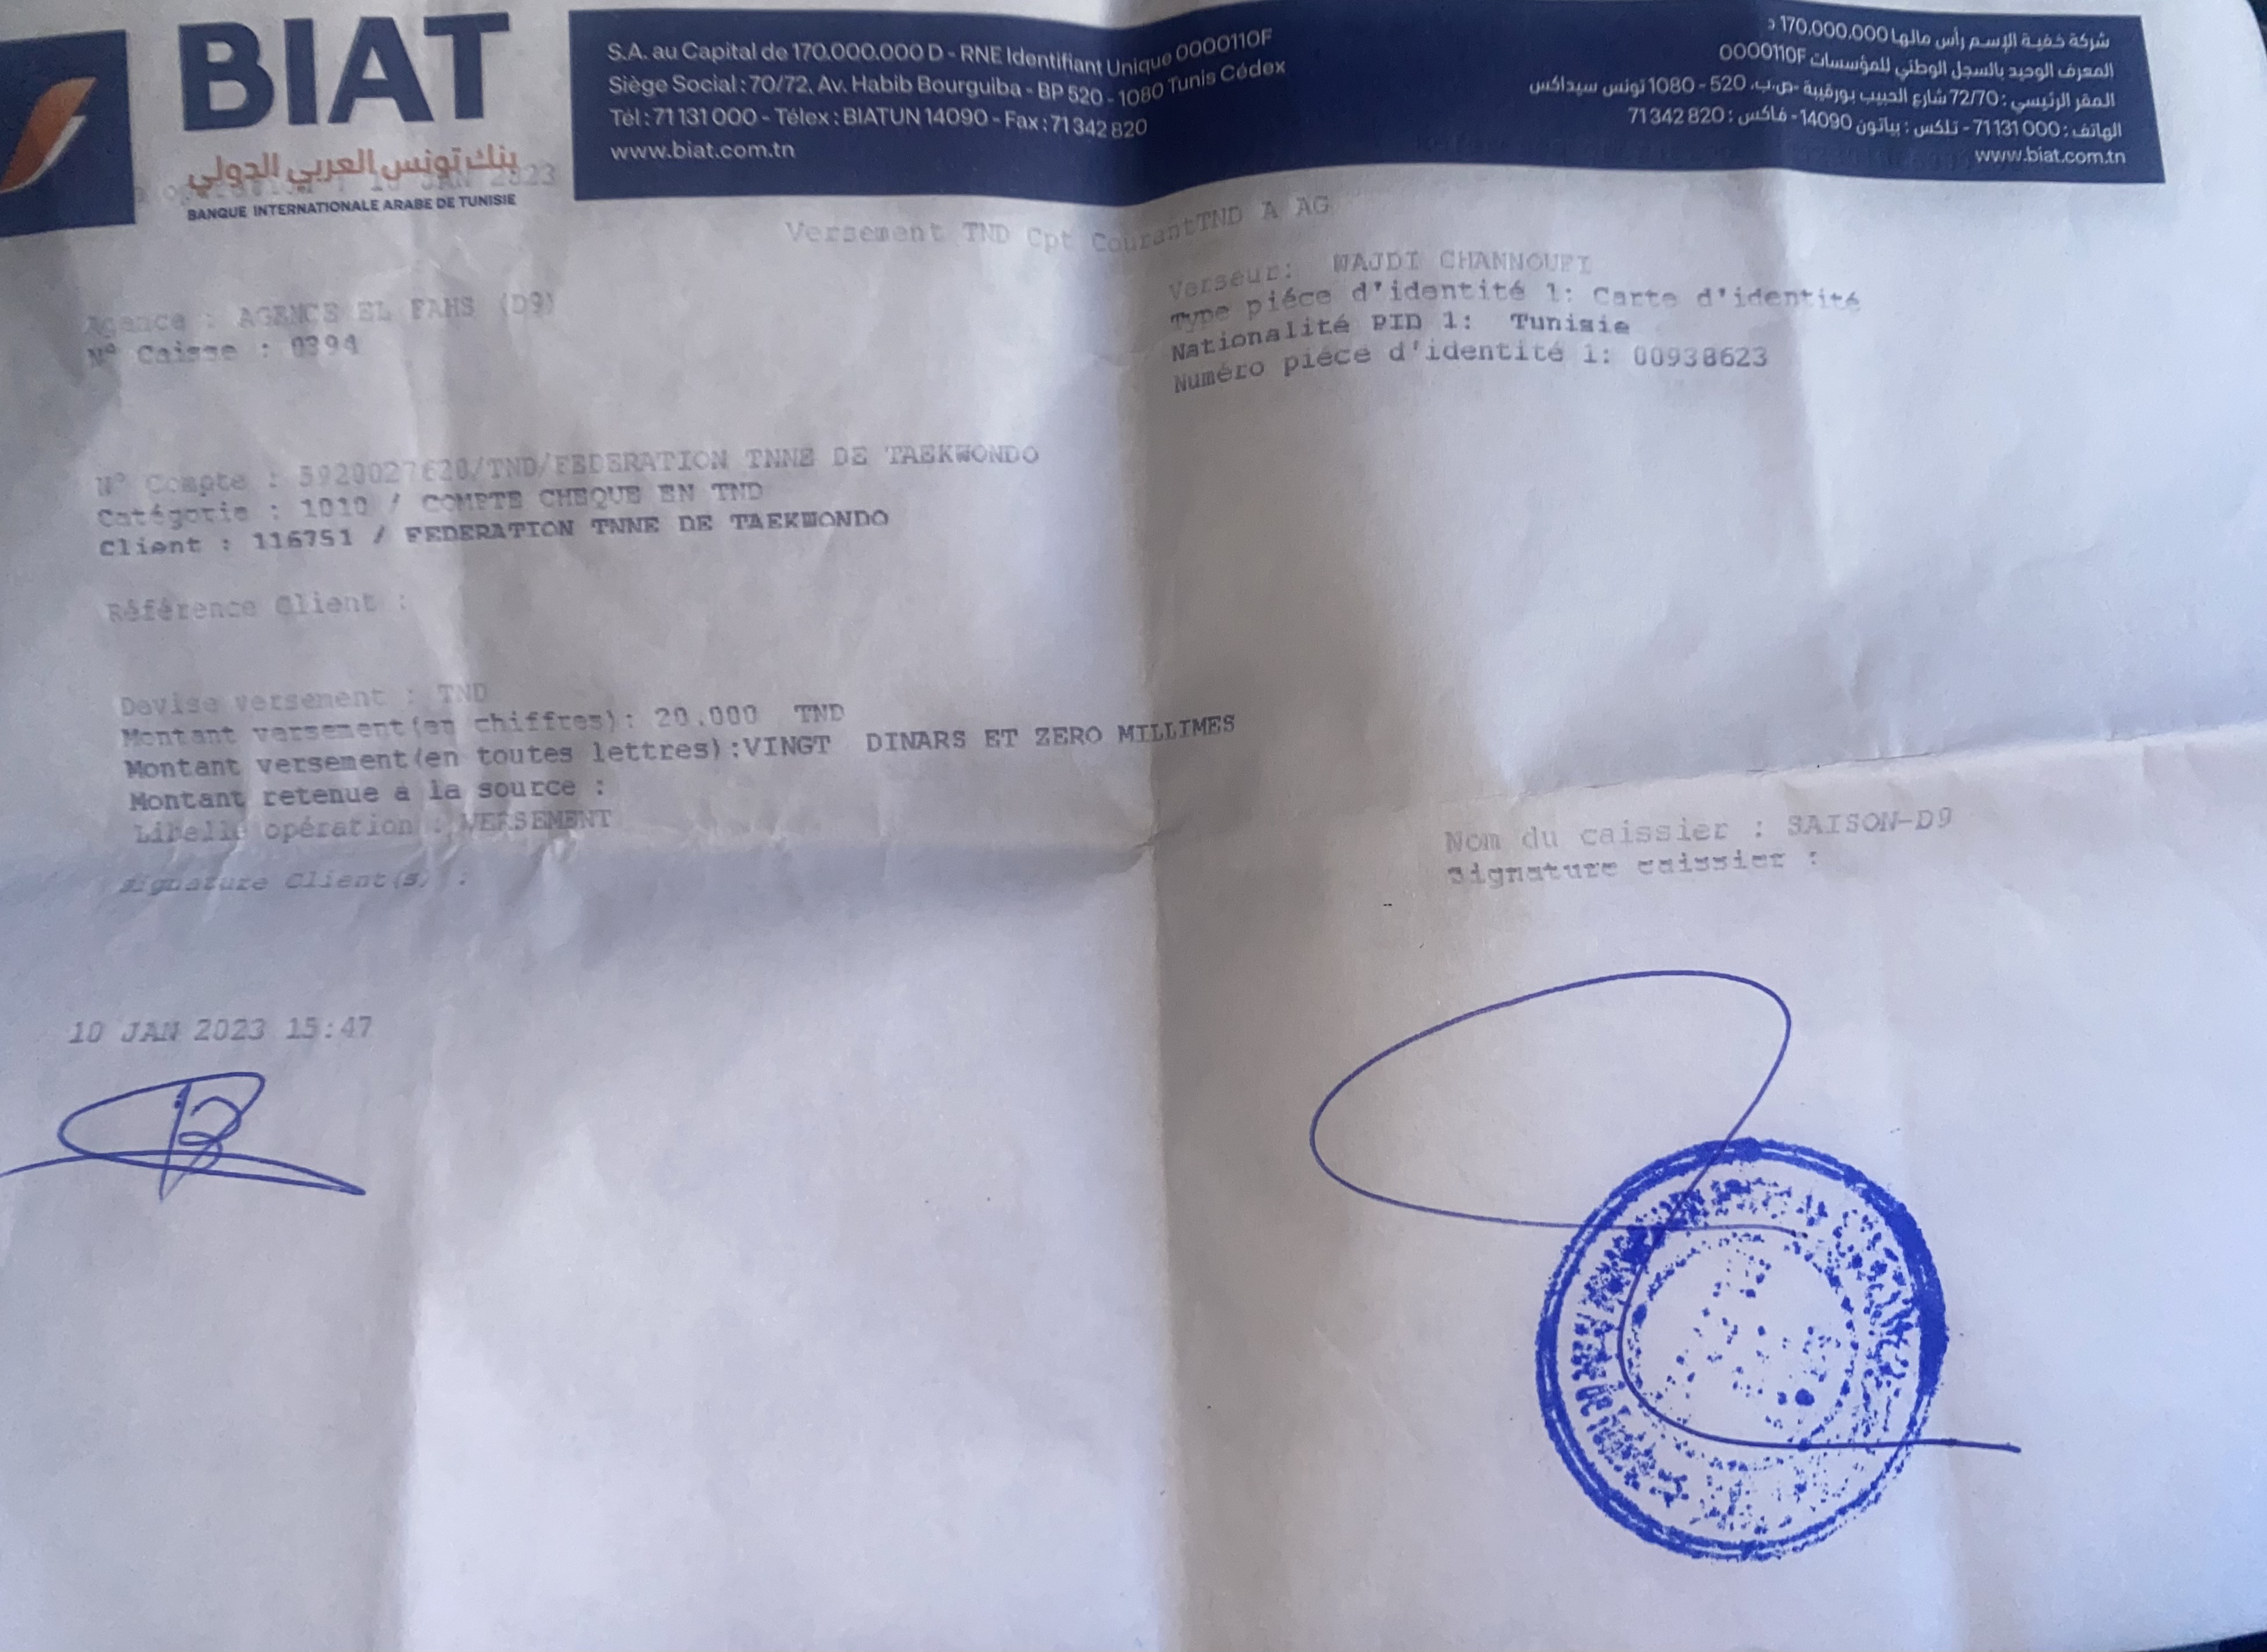 BIAT
بنك تونس العربي الدولي
BANQUE INTERNATIONALE ARABE DE TUNISIE
S.A. au Capital de 170.000.000 D - RNE Identifiant Unique 0000110F
Siège Social : 70/72, Av. Habib Bourguiba - BP 520 - 1080 Tunis Cédex
Tél : 71 131 000 - Télex : BIATUN 14090 - Fax : 71 342 820
www.biat.com.tn
شركة خفية الإسم رأس مالها 170.000.000 د
المعرف الوحيد بالسجل الوطني للمؤسسات 0000110F
المقر الرئيسي : 72/70 شارع الحبيب بورقيبة -ص.ب. 520 - 1080 تونس سيداكس
الهاتف : 000 131 71 - تلكس : بياتون 14090 - فاكس : 820 342 71
www.biat.com.tn
10 JAN 2023
Versement TND Cpt CourantTND A AG
Agence : AGENCE EL FAHS (D9)
N° Caisse : 0394
Verseur: WAJDI CHANNOUFI
Type piéce d'identité 1: Carte d'identité
Nationalité PID 1: Tunisie
Numéro piéce d'identité 1: 00938623
N° Compte : 5920027620/TND/FEDERATION TNNE DE TAEKWONDO
Catégorie : 1010 / COMPTE CHEQUE EN TND
Client : 116751 / FEDERATION TNNE DE TAEKWONDO
Référence Client :
Devise versement : TND
Montant versement(en chiffres): 20.000 TND
Montant versement(en toutes lettres):VINGT DINARS ET ZERO MILLIMES
Montant retenue à la source :
Libellé opération : VERSEMENT
Signature Client(s) :
Nom du caissier : SAISON-D9
Signature caissier :
10 JAN 2023 15:47